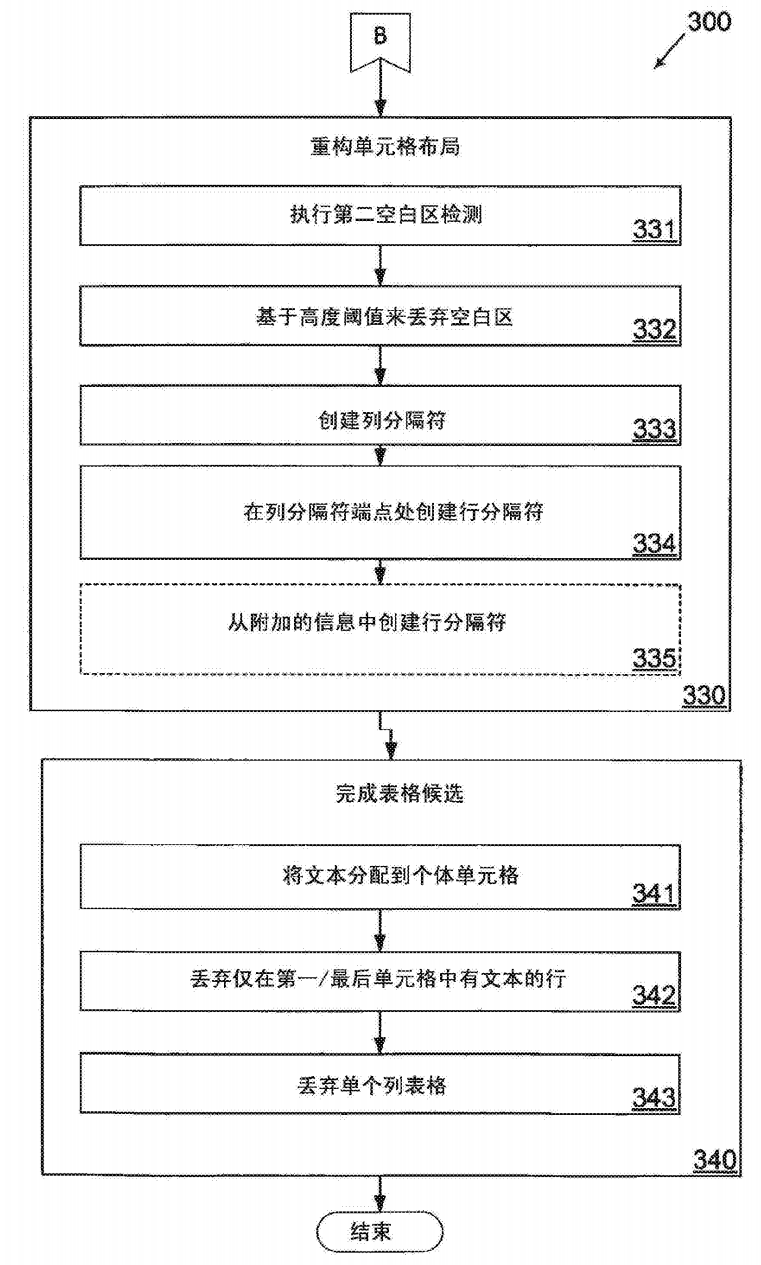 B
300
重构单元格布局
执行第二空白区检测
331
基于高度阈值来丢弃空白区
332
创建列分隔符
333
在列分隔符端点处创建行分隔符
334
从附加的信息中创建行分隔符
335
330
完成表格候选
将文本分配到个体单元格
341
丢弃仅在第一/最后单元格中有文本的行
342
丢弃单个列表格
343
340
结束